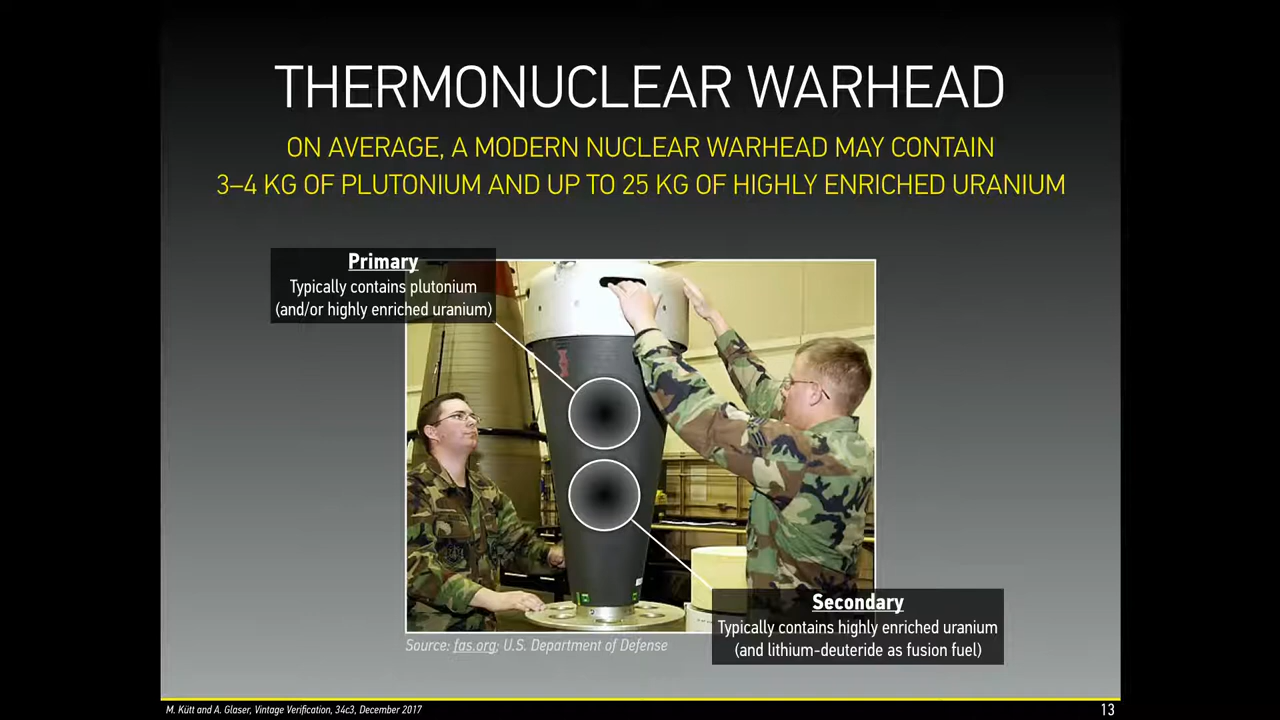 THERMONUCLEAR WARHEAD
ON AVERAGE, A MODERN NUCLEAR WARHEAD MAY CONTAIN
3–4 KG OF PLUTONIUM AND UP TO 25 KG OF HIGHLY ENRICHED URANIUM
Primary
Typically contains plutonium
(and/or highly enriched uranium)
Secondary
Typically contains highly enriched uranium
(and lithium-deuteride as fusion fuel)
Source: fas.org; U.S. Department of Defense
M. Kütt and A. Glaser, Vintage Verification, 34c3, December 2017
13